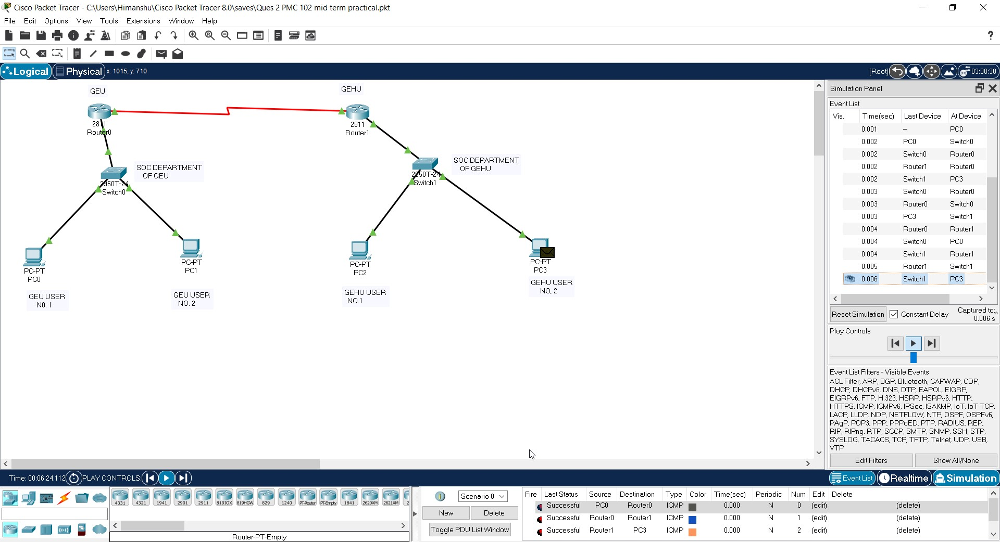 Cisco Packet Tracer - C:\Users\Himanshu\Cisco Packet Tracer 8.0\saves\Ques 2 PMC 102 mid term practical.pkt
File Edit Options View Tools Extensions Window Help
?
Logical Physical x: 1015, y: 710 [Root] 03:38:30
GEU
GEHU
2811
Router0
2811
Router1
SOC DEPARTMENT
OF GEU
SOC DEPARTMENT
OF GEHU
2950T-24
Switch0
2950T-24
Switch1
PC-PT
PC0
PC-PT
PC1
PC-PT
PC2
PC-PT
PC3
GEU USER
N0. 1
GEU USER
NO. 2
GEHU USER
NO.1
GEHU USER
NO, 2
Simulation Panel
Event List
Vis. Time(sec) Last Device At Device
0.001 -- PC0
0.002 PC0 Switch0
0.002 Switch0 Router0
0.002 Router1 Router0
0.002 Switch1 PC3
0.003 Switch0 Router0
0.003 Router0 Switch0
0.003 PC3 Switch1
0.004 Router0 Router1
0.004 Switch0 PC0
0.004 Switch1 Router1
0.005 Router1 Switch1
0.006 Switch1 PC3
Reset Simulation Constant Delay Captured to:
0.006 s
Play Controls
Event List Filters - Visible Events
ACL Filter, ARP, BGP, Bluetooth, CAPWAP, CDP,
DHCP, DHCPv6, DNS, DTP, EAPOL, EIGRP,
EIGRPv6, FTP, H.323, HSRP, HSRPv6, HTTP,
HTTPS, ICMP, ICMPv6, IPSec, ISAKMP, IoT, IoT TCP,
LACP, LLDP, NDP, NETFLOW, NTP, OSPF, OSPFv6,
PAgP, POP3, PPP, PPPoED, PTP, RADIUS, REP,
RIP, RIPng, RTP, SCCP, SMTP, SNMP, SSH, STP,
SYSLOG, TACACS, TCP, TFTP, Telnet, UDP, USB,
VTP
Edit Filters Show All/None
Time: 00:06:24.112 PLAY CONTROLS: Event List Realtime Simulation
4331 4321 1941 2901 2911 819IOX 819HGW 829 1240 PT-Router PT-Empty 1841 2620XM 2621XM 2
Router-PT-Empty
Scenario 0
New Delete
Toggle PDU List Window
Fire Last Status Source Destination Type Color Time(sec) Periodic Num Edit Delete
Successful PC0 Router0 ICMP 0.000 N 0 (edit) (delete)
Successful Router0 Router1 ICMP 0.000 N 1 (edit) (delete)
Successful Router1 PC3 ICMP 0.000 N 2 (edit) (delete)